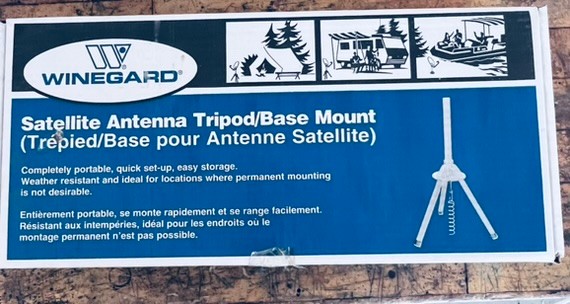 W
WINEGARD®
Satellite Antenna Tripod/Base Mount
(Trépied/Base pour Antenne Satellite)
Completely portable, quick set-up, easy storage.
Weather resistant and ideal for locations where permanent mounting
is not desirable.
Entièrement portable, se monte rapidement et se range facilement.
Résistant aux intempéries, idéal pour les endroits où le
montage permanent n'est pas possible.